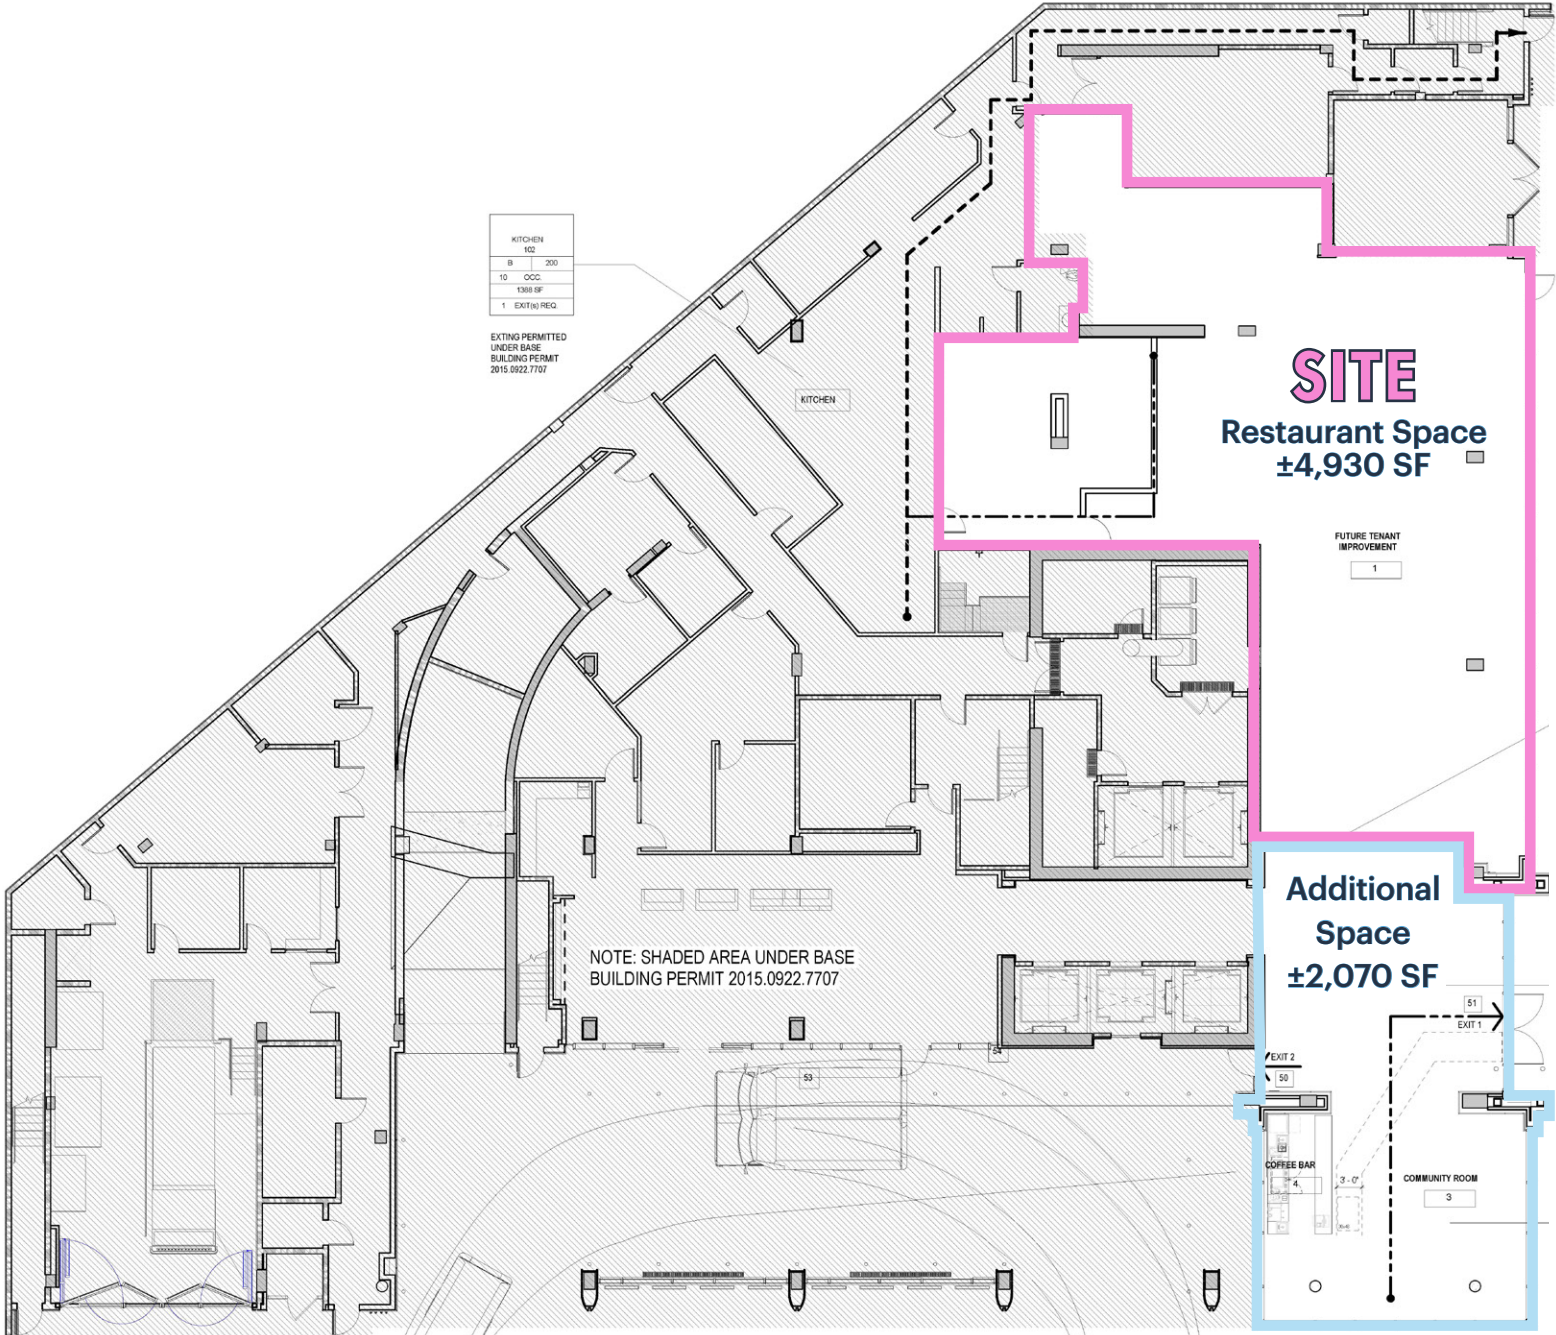 KITCHEN
102
B 200
10 OCC.
1388 SF
1 EXIT(s) REQ.
EXTING PERMITTED
UNDER BASE
BUILDING PERMIT
2015.0922.7707
KITCHEN
SITE
Restaurant Space
±4,930 SF
FUTURE TENANT
IMPROVEMENT
1
NOTE: SHADED AREA UNDER BASE
BUILDING PERMIT 2015.0922.7707
Additional
Space
±2,070 SF
51
EXIT 1
54
EXIT 2
50
53
COFFEE BAR
4
3' - 0"
COMMUNITY ROOM
3